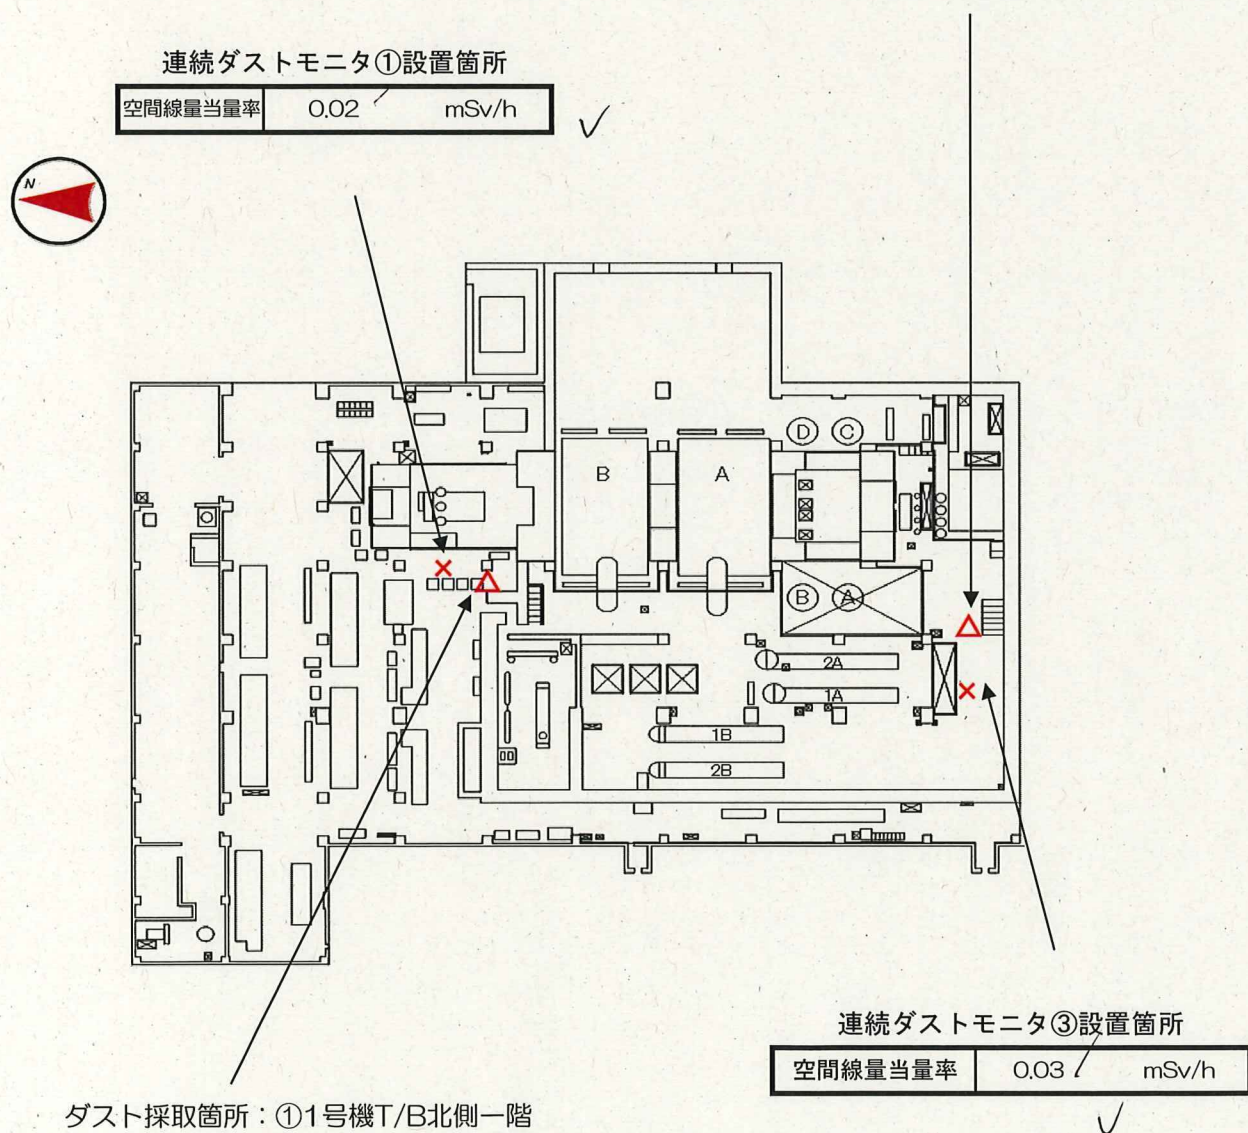 連続ダストモニタ①設置箇所
空間線量当量率 0.02 mSv/h
N
D C
B A
B A
2A
1A
1B
2B
連続ダストモニタ③設置箇所
空間線量当量率 0.03 mSv/h
ダスト採取箇所：①1号機T/B北側一階